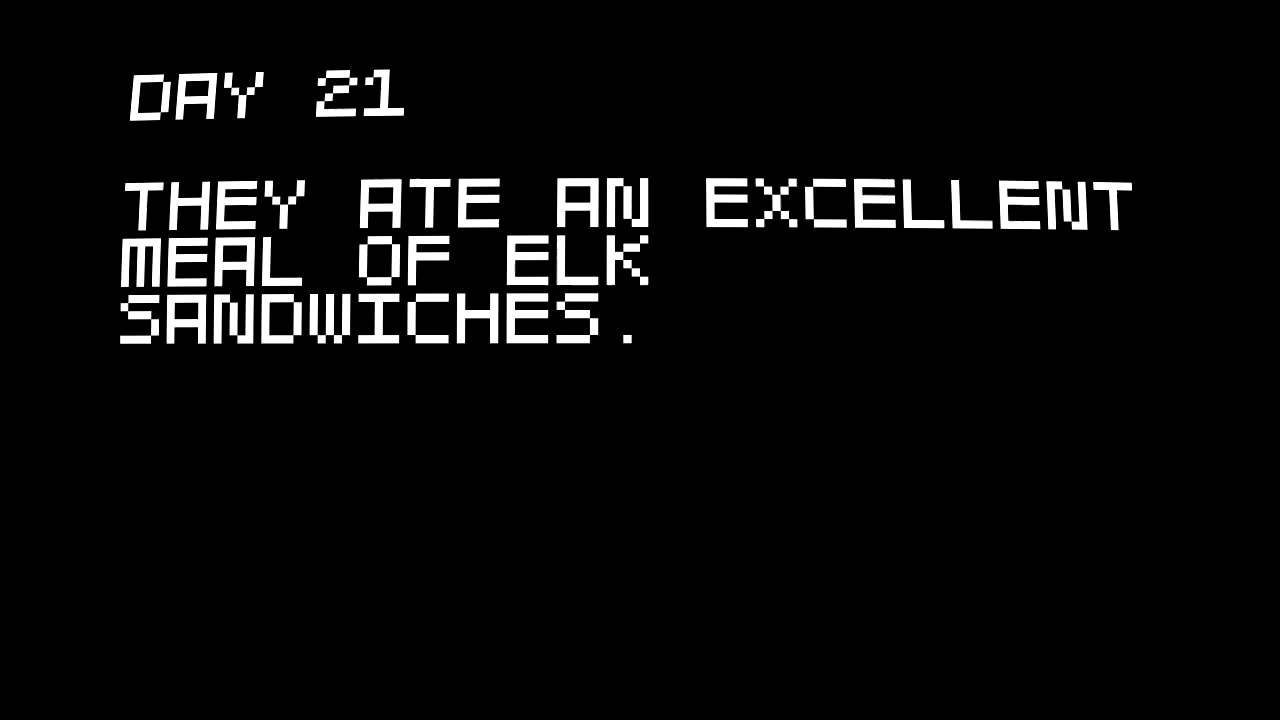 DAY 21
THEY ATE AN EXCELLENT
MEAL OF ELK
SANDWICHES.